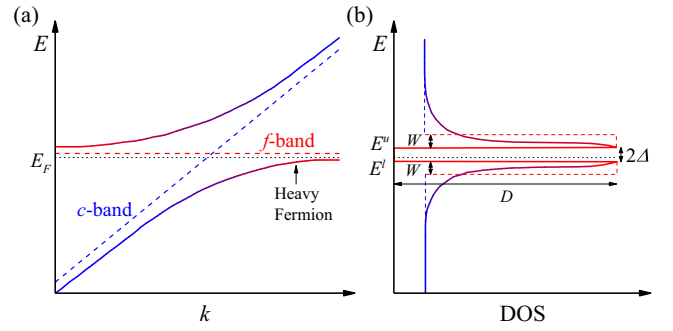 (a)
E
f-band
E_F
c-band
Heavy
Fermion
k
(b)
E
W
E^u
2Δ
E^l
W
D
DOS